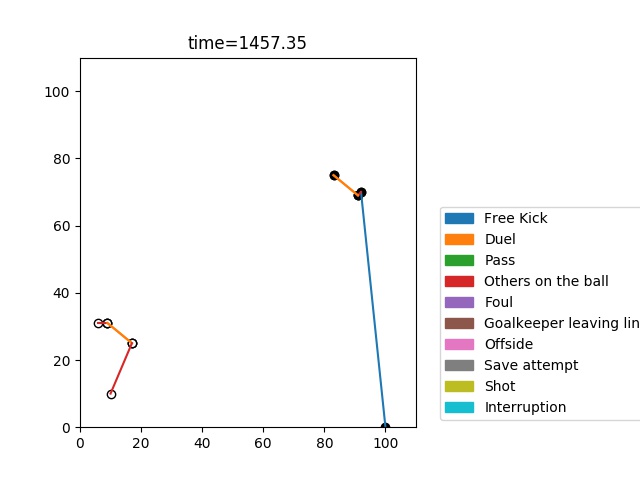 time=1457.35
100
80
60
40
20
0
0 20 40 60 80 100
Free Kick
Duel
Pass
Others on the ball
Foul
Goalkeeper leaving lin
Offside
Save attempt
Shot
Interruption